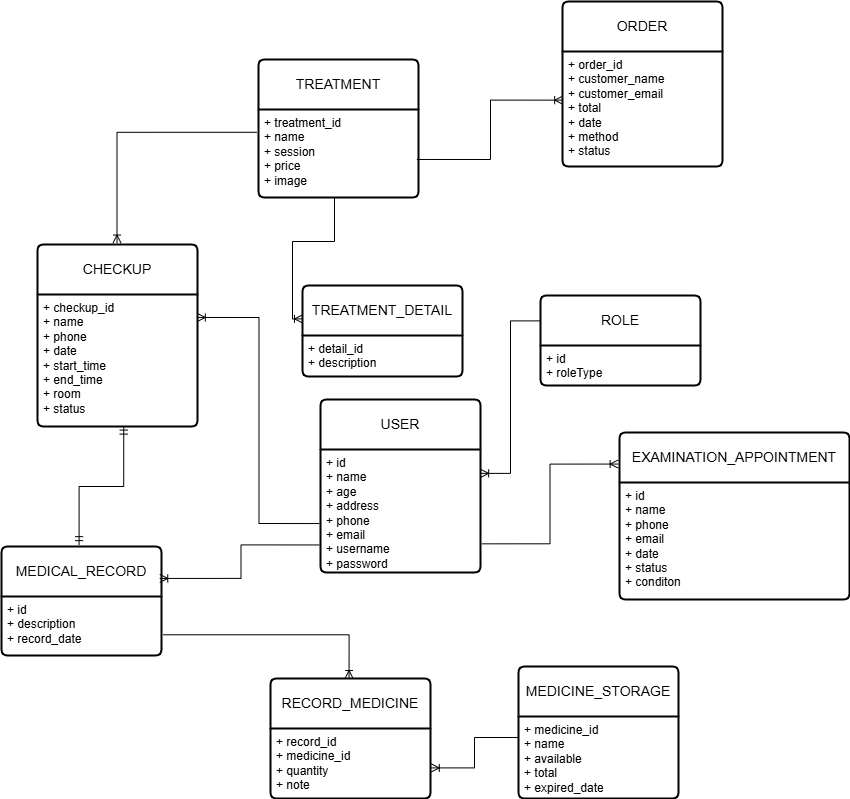 ORDER
+ order_id
+ customer_name
+ customer_email
+ total
+ date
+ method
+ status
TREATMENT
+ treatment_id
+ name
+ session
+ price
+ image
CHECKUP
+ checkup_id
+ name
+ phone
+ date
+ start_time
+ end_time
+ room
+ status
TREATMENT_DETAIL
+ detail_id
+ description
ROLE
+ id
+ roleType
USER
+ id
+ name
+ age
+ address
+ phone
+ email
+ username
+ password
EXAMINATION_APPOINTMENT
+ id
+ name
+ phone
+ email
+ date
+ status
+ conditon
MEDICAL_RECORD
+ id
+ description
+ record_date
RECORD_MEDICINE
+ record_id
+ medicine_id
+ quantity
+ note
MEDICINE_STORAGE
+ medicine_id
+ name
+ available
+ total
+ expired_date